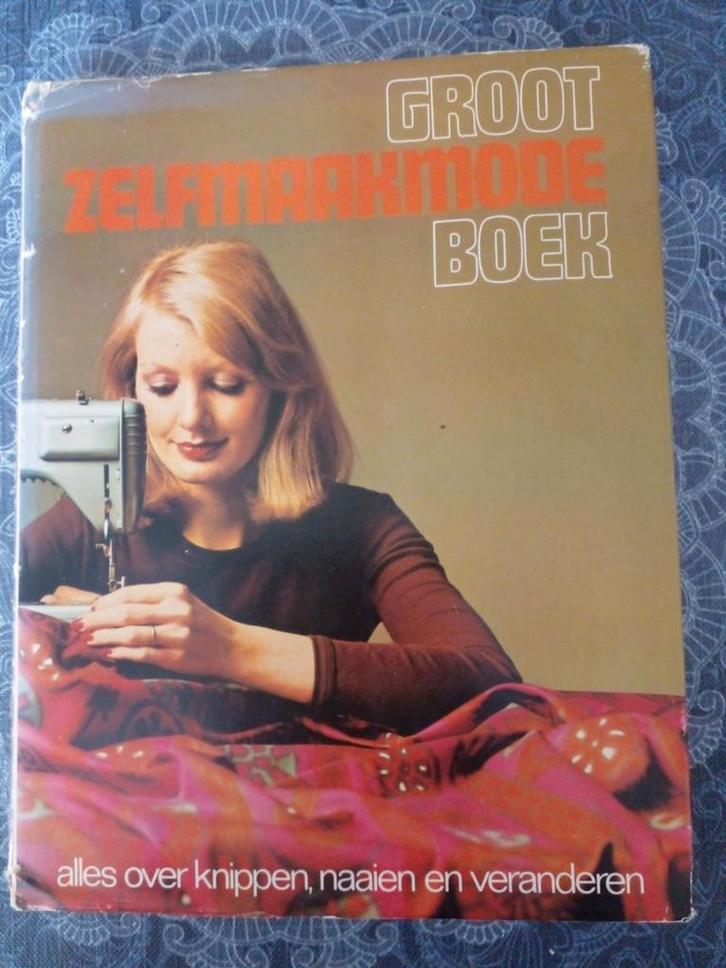 GROOT
ZELFMAAKMODE
BOEK
alles over knippen, naaien en veranderen